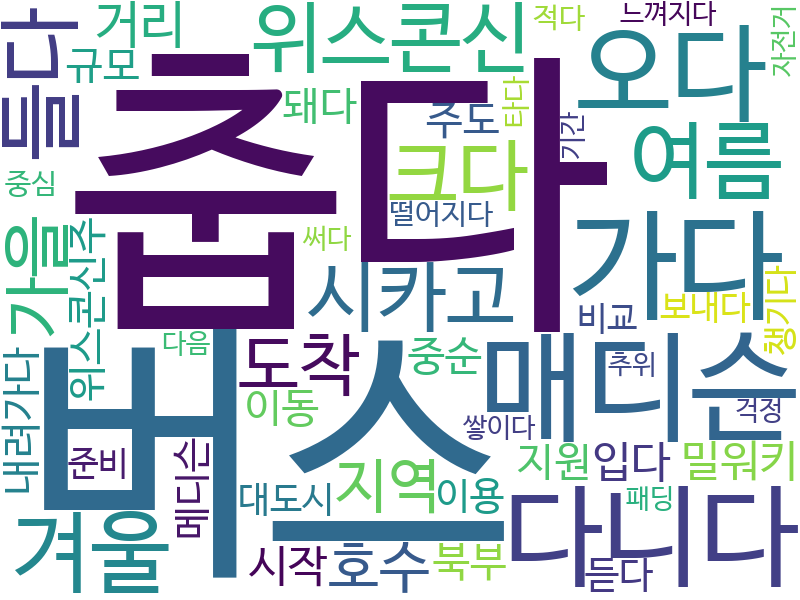 거리
위스콘신
적다
느껴지다
자전거
들다
규모
춥다
돼다
주도
타다
오다
기간
크다
여름
중심
떨어지다
가을
위스콘신주
써다
시카고
가다
비교
보내다
챙기다
다음
버스
도착
중순
매디슨
추위
내려가다
이동
걱정
쌓이다
준비
메디슨
지역
지원
입다
밀워키
대도시
이용
다니다
패딩
겨울
시작
호수
북부
듣다